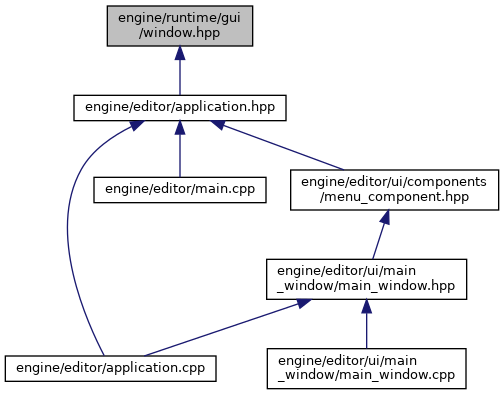 engine/runtime/gui
/window.hpp
engine/editor/application.hpp
engine/editor/main.cpp
engine/editor/ui/components
/menu_component.hpp
engine/editor/ui/main
_window/main_window.hpp
engine/editor/application.cpp
engine/editor/ui/main
_window/main_window.cpp